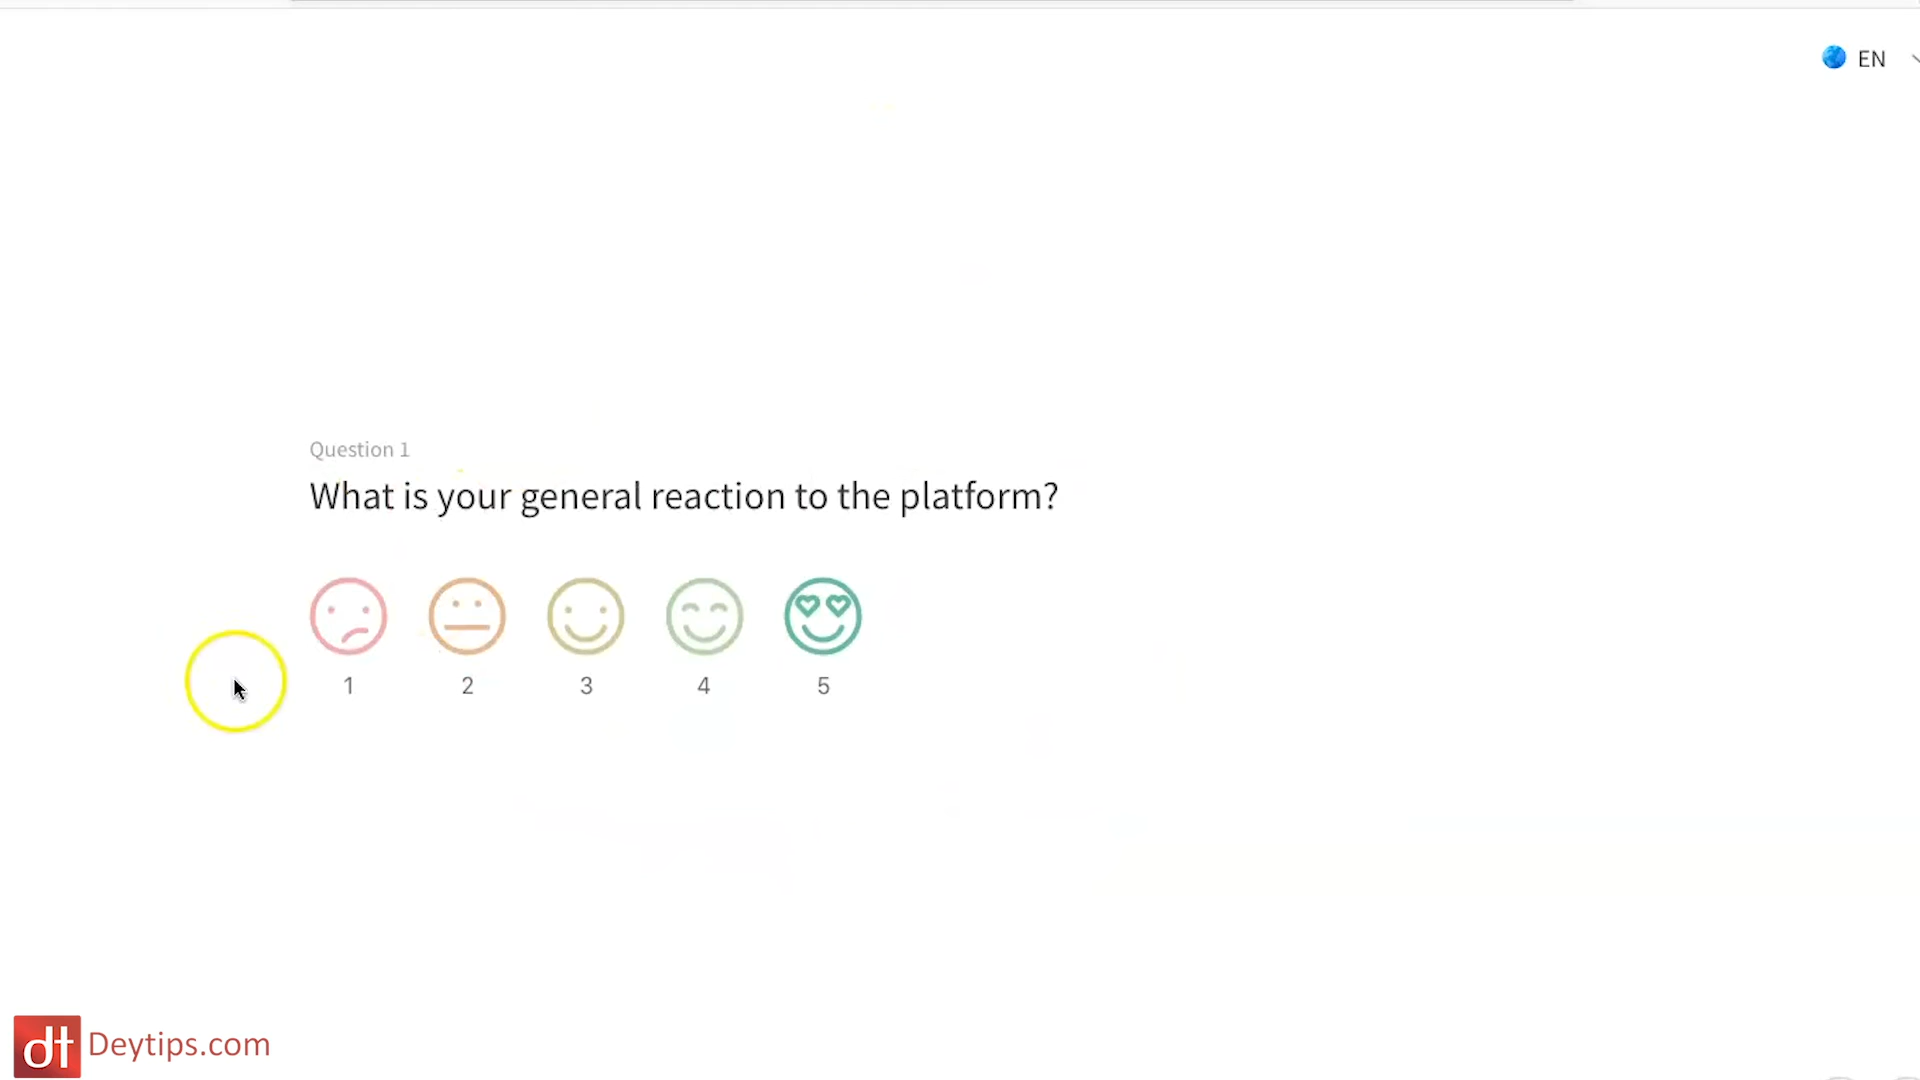 EN
Question 1
What is your general reaction to the platform?
1 2 3 4 5
dt Deytips.com